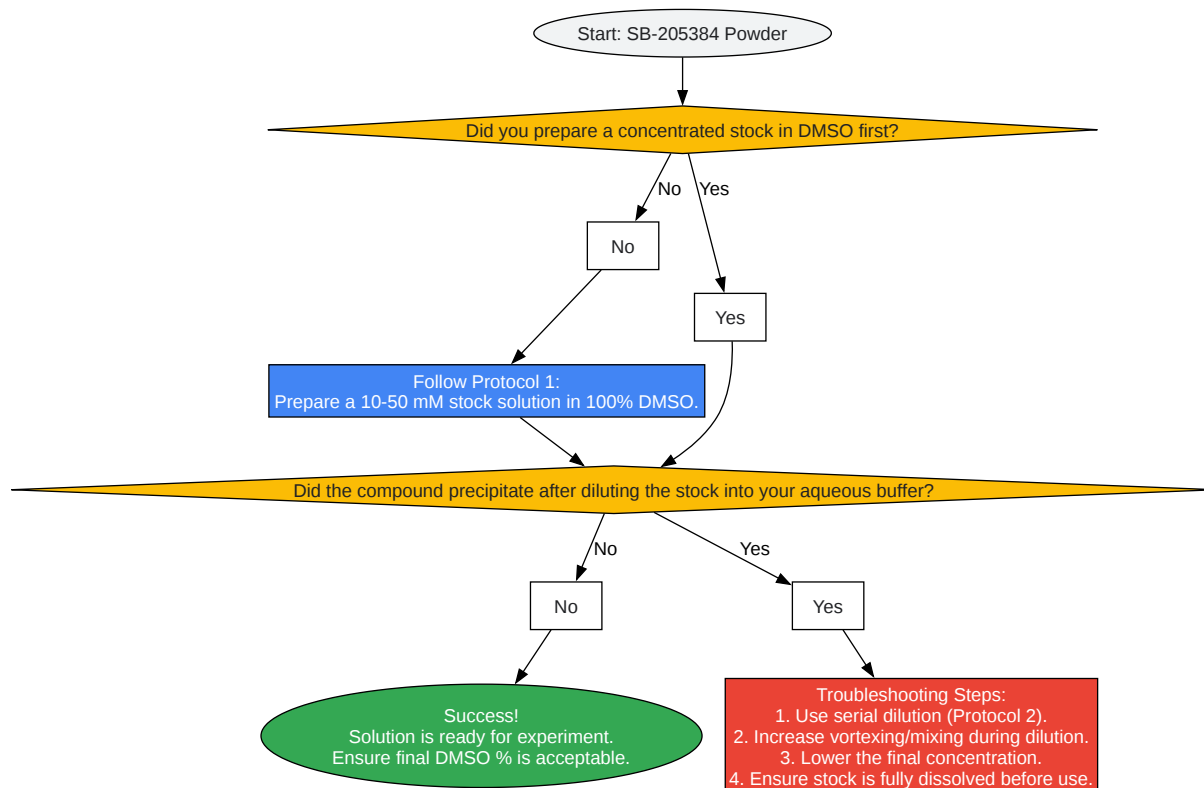 Start: SB-205384 Powder
Did you prepare a concentrated stock in DMSO first?
No
Yes
No
Yes
Follow Protocol 1:
Prepare a 10-50 mM stock solution in 100% DMSO.
Did the compound precipitate after diluting the stock into your aqueous buffer?
No
Yes
No
Yes
Success!
Solution is ready for experiment.
Ensure final DMSO % is acceptable.
Troubleshooting Steps:
1. Use serial dilution (Protocol 2).
2. Increase vortexing/mixing during dilution.
3. Lower the final concentration.
4. Ensure stock is fully dissolved before use.